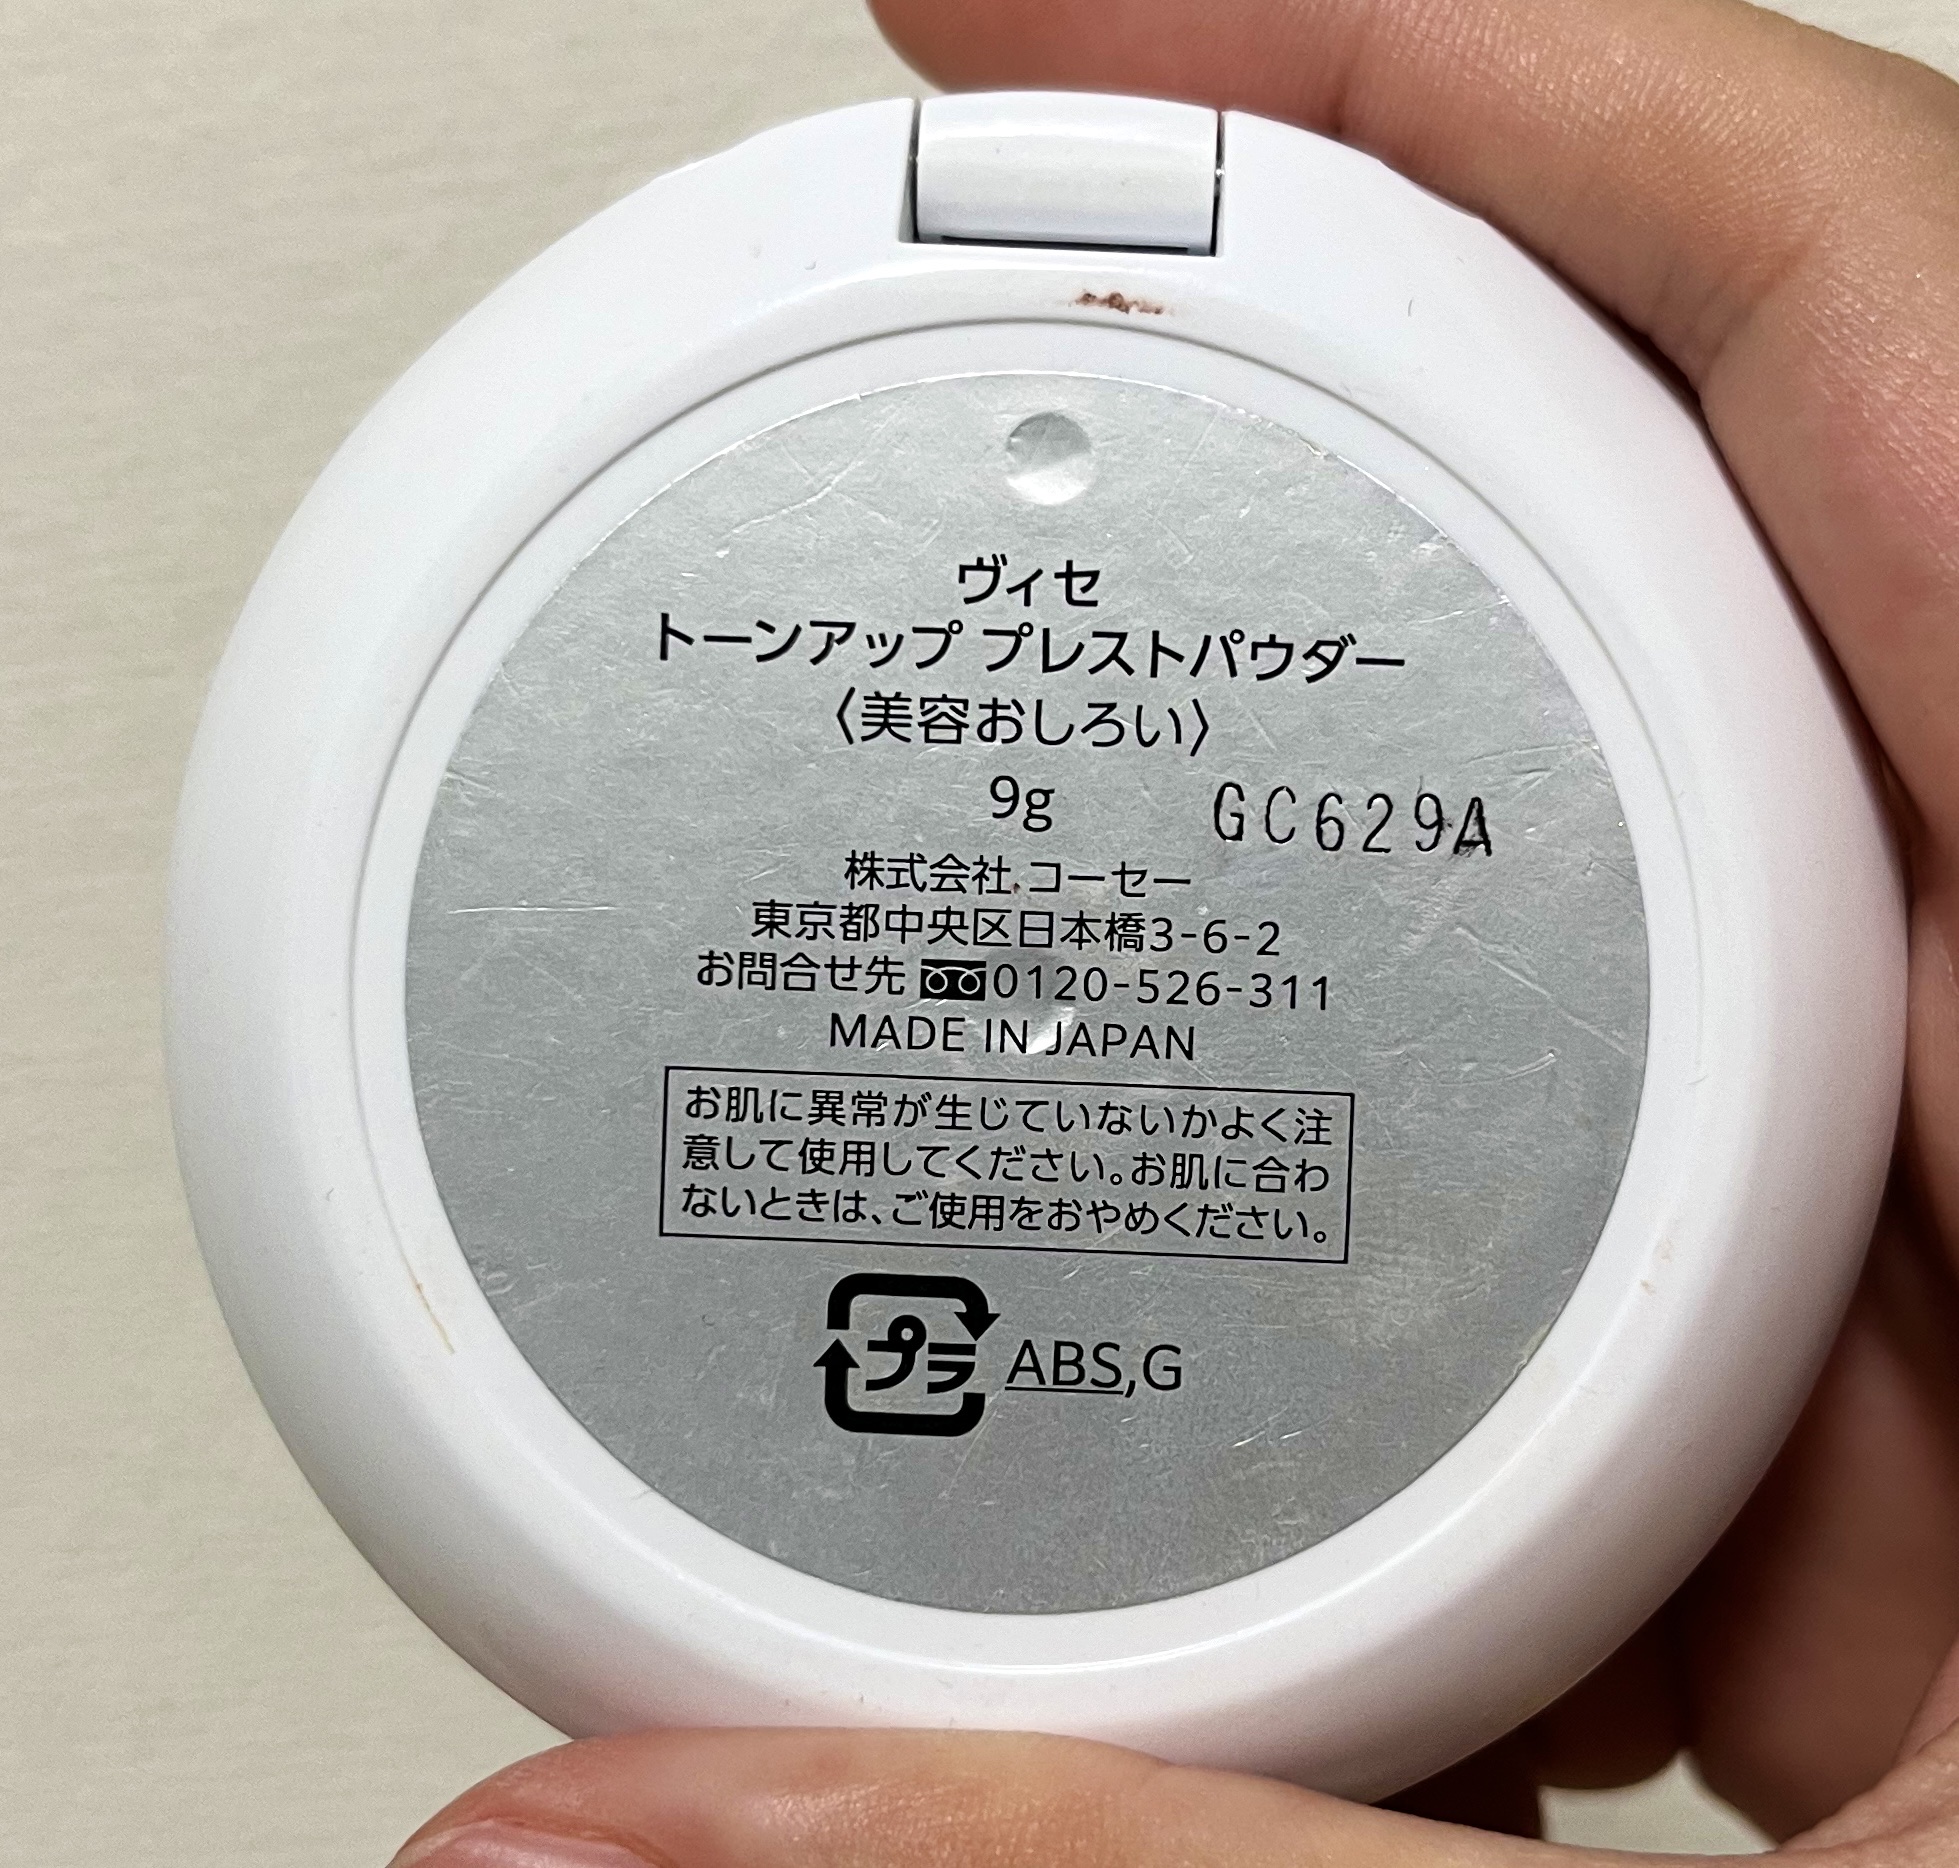 ヴィセ
トーンアップ プレストパウダー
〈美容おしろい〉
9g GC629A
株式会社 コーセー
東京都中央区日本橋3-6-2
お問合せ先 0120-526-311
MADE IN JAPAN
お肌に異常が生じていないかよく注
意して使用してください。お肌に合わ
ないときは、ご使用をおやめください。
プラ ABS,G